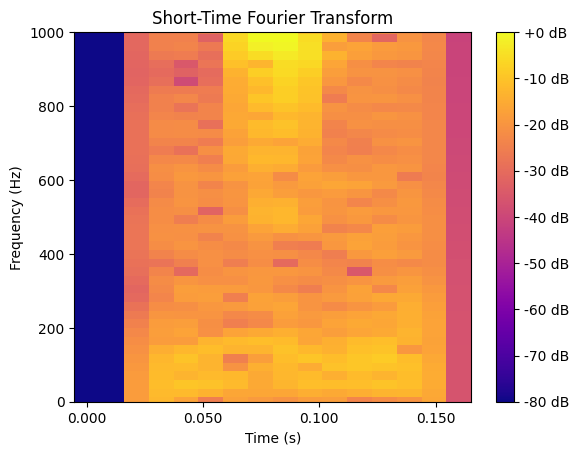 Short-Time Fourier Transform
1000
800
600
400
200
0
Frequency (Hz)
0.000
0.050
0.100
0.150
Time (s)
+0 dB
-10 dB
-20 dB
-30 dB
-40 dB
-50 dB
-60 dB
-70 dB
-80 dB